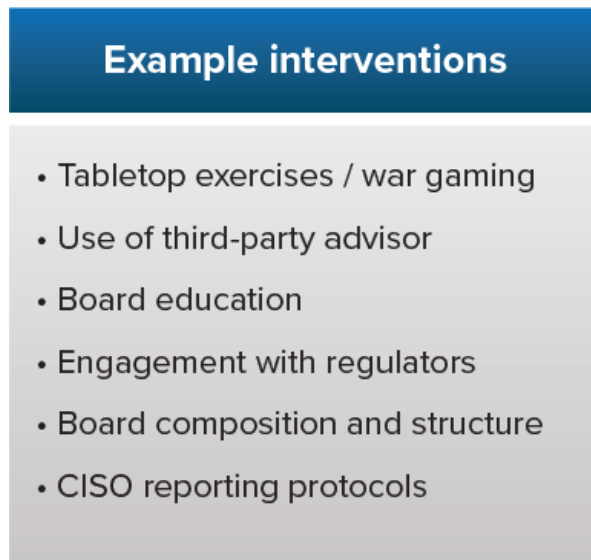 Example interventions
• Tabletop exercises / war gaming
• Use of third-party advisor
• Board education
• Engagement with regulators
• Board composition and structure
• CISO reporting protocols